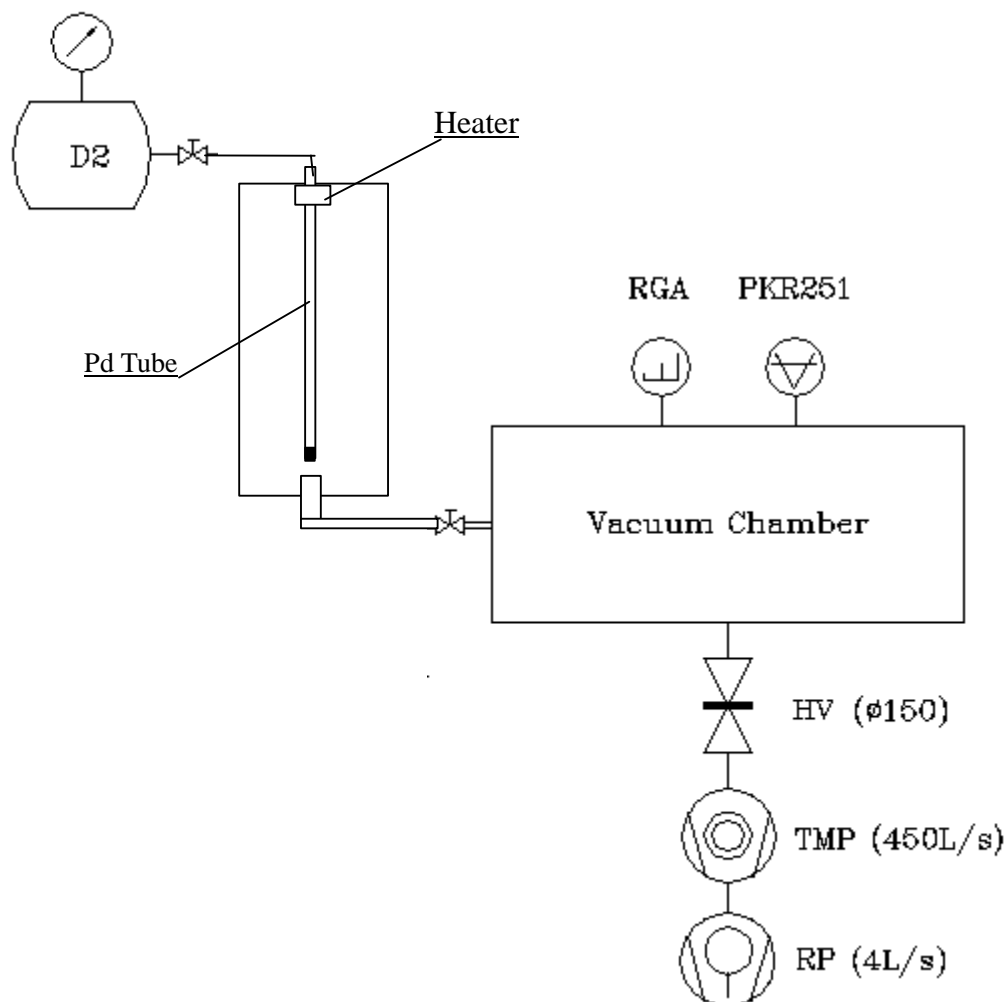 Heater
D2
RGA PKR251
Pd Tube
Vacuum Chamber
HV (ø150)
TMP (450L/s)
RP (4L/s)